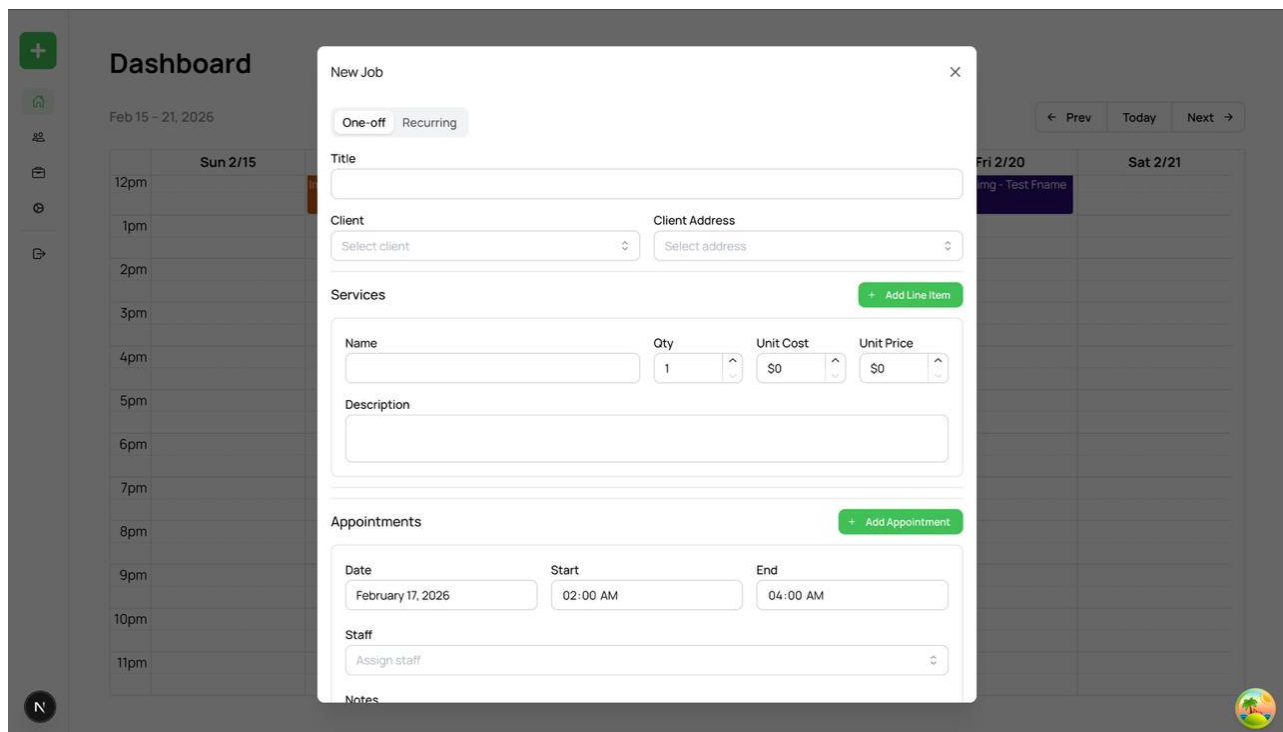 Dashboard
New Job
Feb 15 – 21, 2026
One-off Recurring
← Prev Today Next →
Title
Sun 2/15
Fri 2/20
Sat 2/21
12pm
img - Test Fname
1pm
Client Client Address
Select client Select address
2pm
Services + Add Line Item
3pm
Name Qty Unit Cost Unit Price
4pm
1 $0 $0
5pm
Description
6pm
7pm
Appointments + Add Appointment
8pm
9pm
Date Start End
February 17, 2026 02:00 AM 04:00 AM
10pm
Staff
11pm
Assign staff
Notes
N